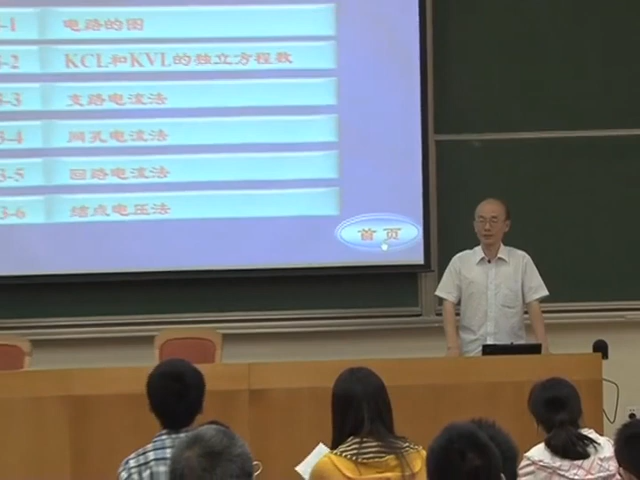 -1 电路的图
-2 KCL和KVL的独立方程数
3-3 支路电流法
3-4 网孔电流法
3-5 回路电流法
3-6 结点电压法
首页